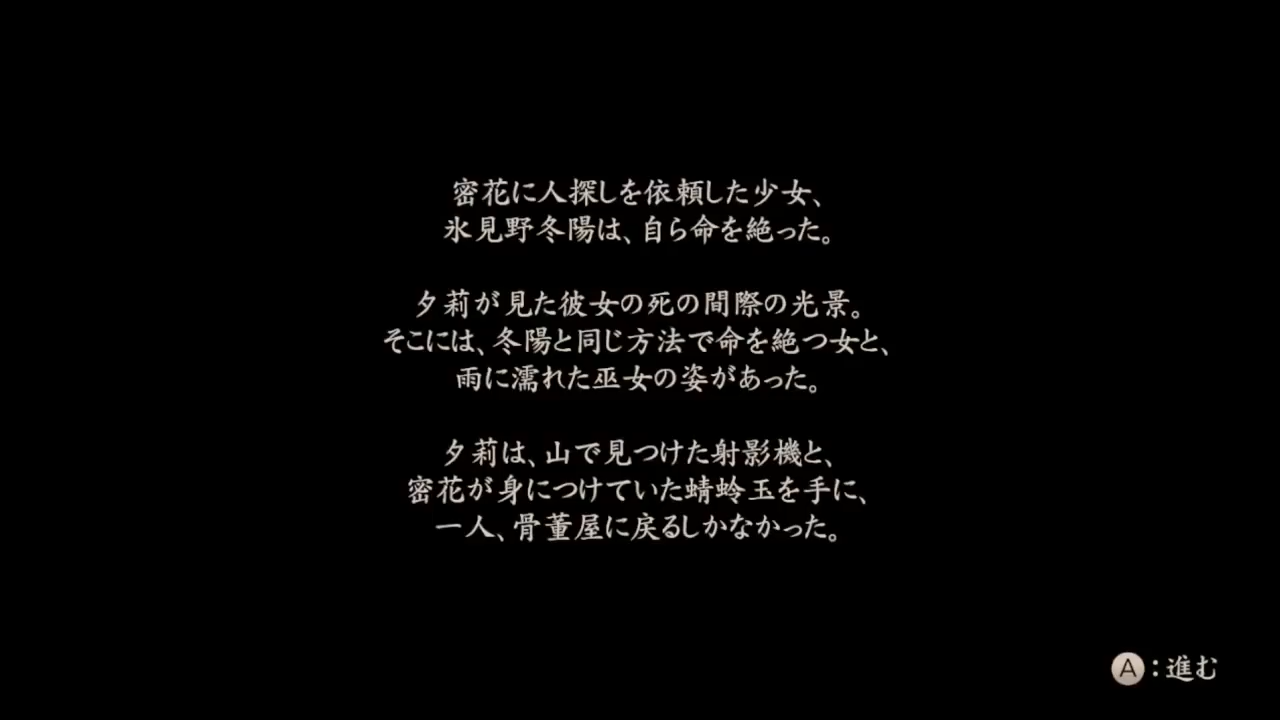 密花に人探しを依頼した少女、
氷見野冬陽は、自ら命を絶った。
夕莉が見た彼女の死の間際の光景。
そこには、冬陽と同じ方法で命を絶つ女と、
雨に濡れた巫女の姿があった。
夕莉は、山で見つけた射影機と、
密花が身につけていた蜻蛉玉を手に、
一人、骨董屋に戻るしかなかった。
A:進む